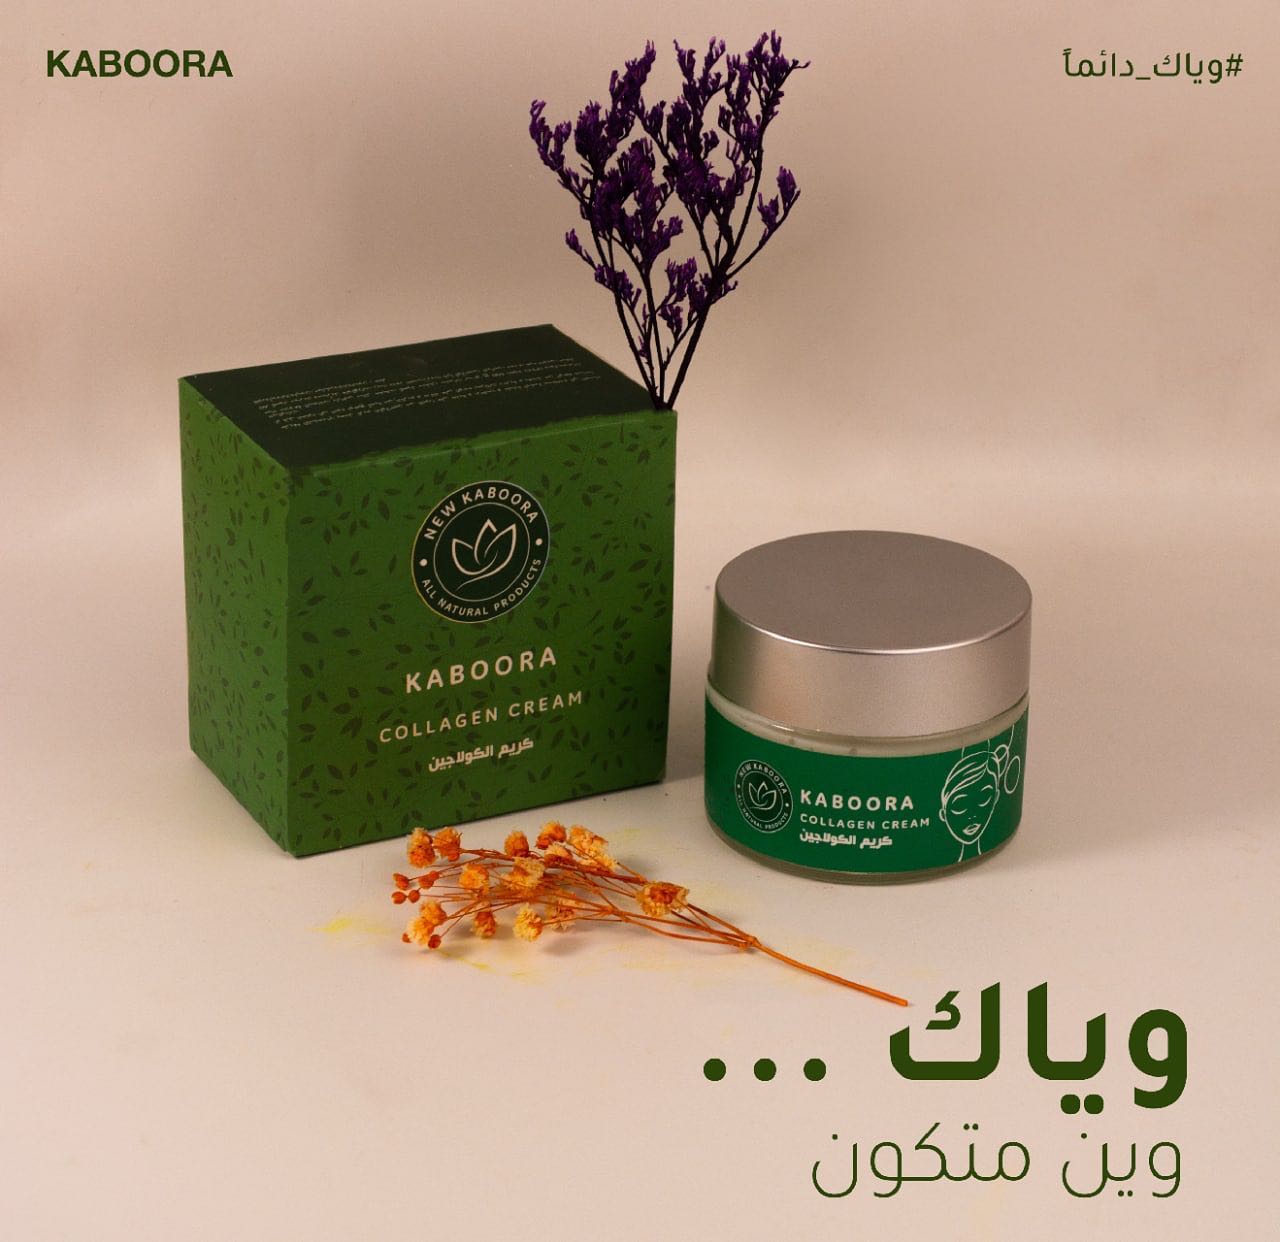 KABOORA
#وياك_دائماً
NEW KABOORA
ALL NATURAL PRODUCTS
KABOORA
COLLAGEN CREAM
كريم الكولاجين
NEW KABOORA
ALL NATURAL PRODUCTS
KABOORA
COLLAGEN CREAM
كريم الكولاجين
وياك ...
وين متكون